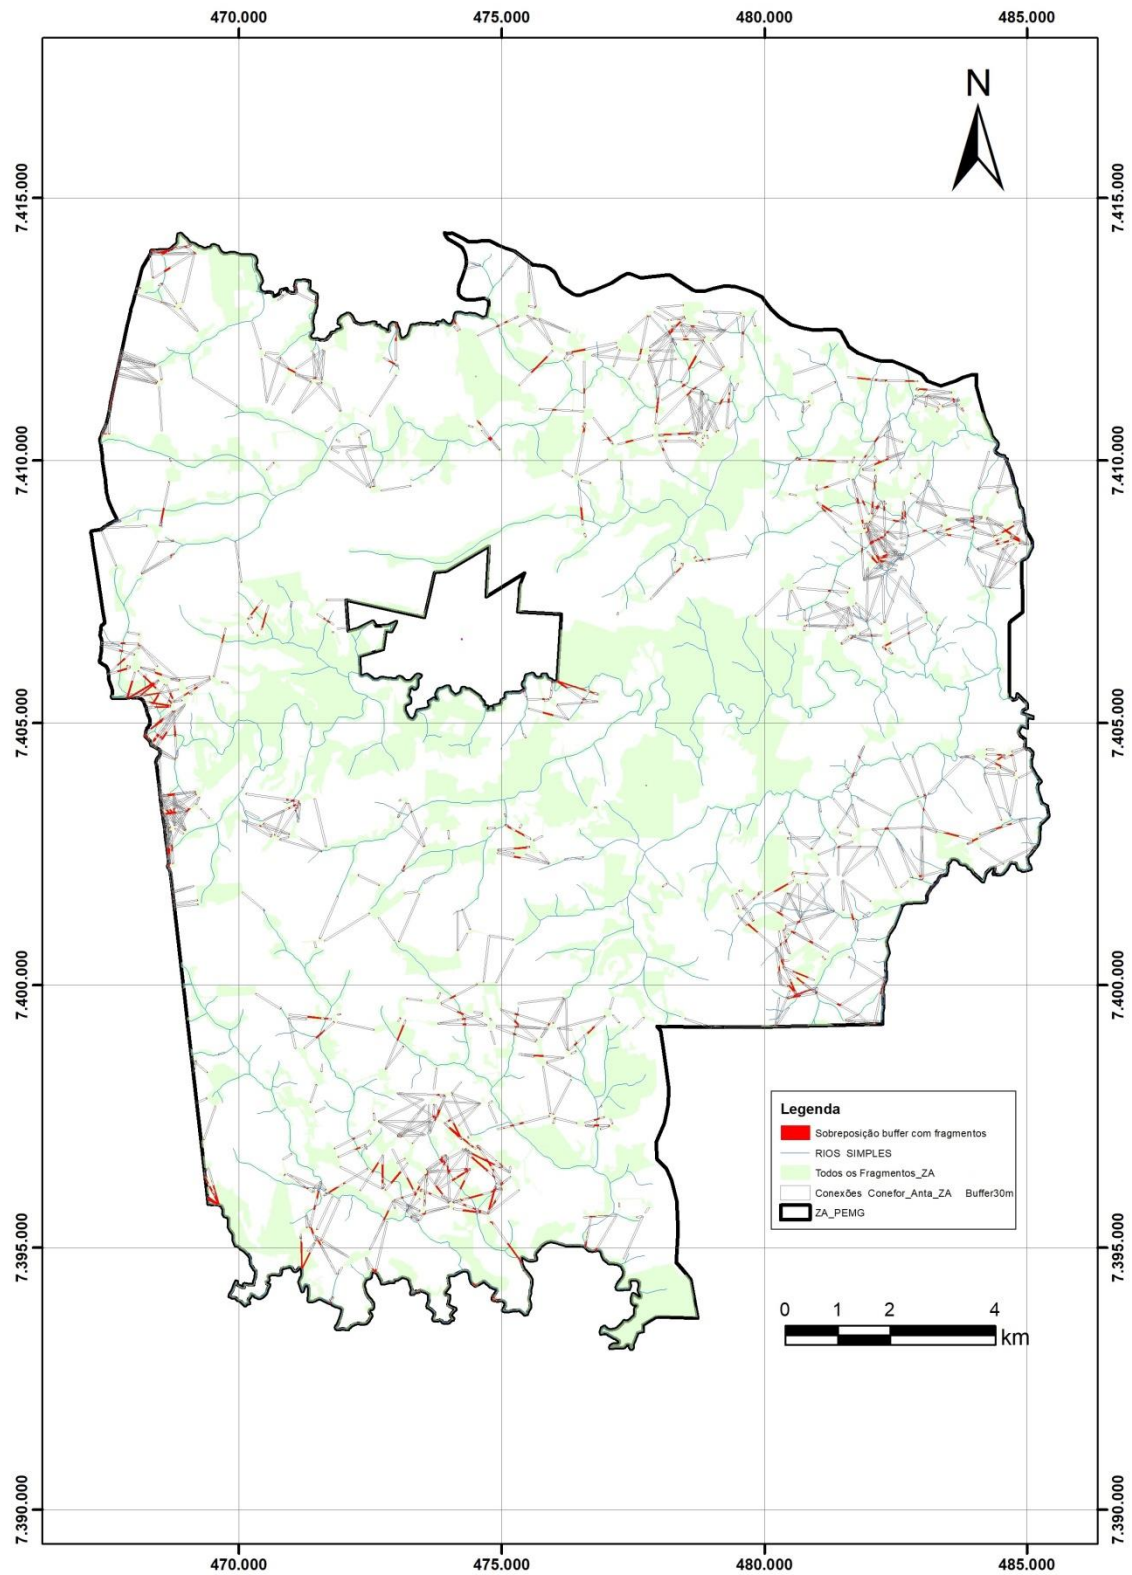 470.000 475.000 480.000 485.000
N
7.415.000 7.415.000
7.410.000 7.410.000
7.405.000 7.405.000
7.400.000 7.400.000
Legenda
Sobreposição buffer com fragmentos
RIOS SIMPLES
Todos os Fragmentos_ZA
Conexões Conefor_Anta_ZA Buffer30m
ZA_PEMG
7.395.000 7.395.000
0 1 2 4
km
7.390.000 7.390.000
470.000 475.000 480.000 485.000